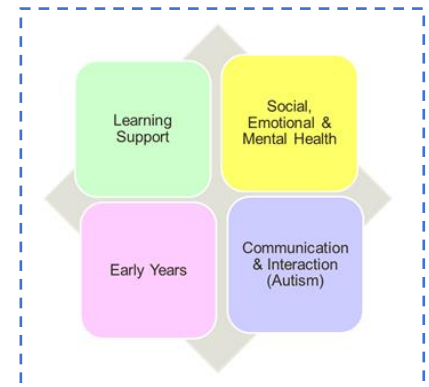 Learning
Support
Social,
Emotional &
Mental Health
Early Years
Communication
& Interaction
(Autism)